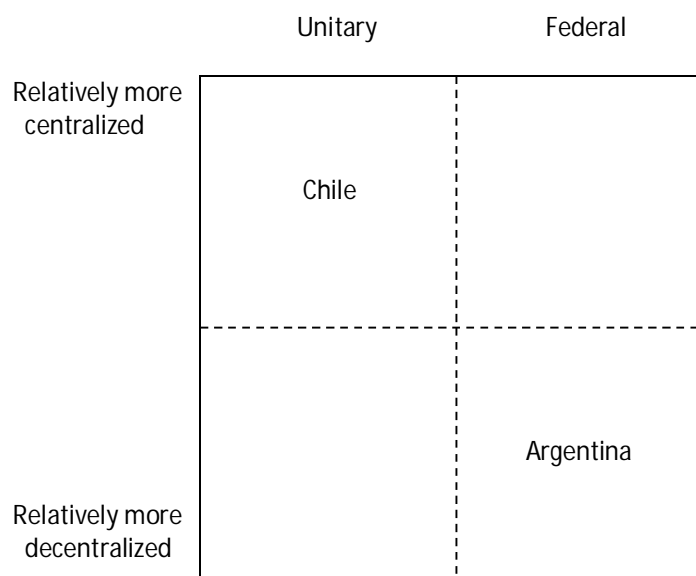 Unitary Federal
Relatively more
centralized
Chile
Argentina
Relatively more
decentralized